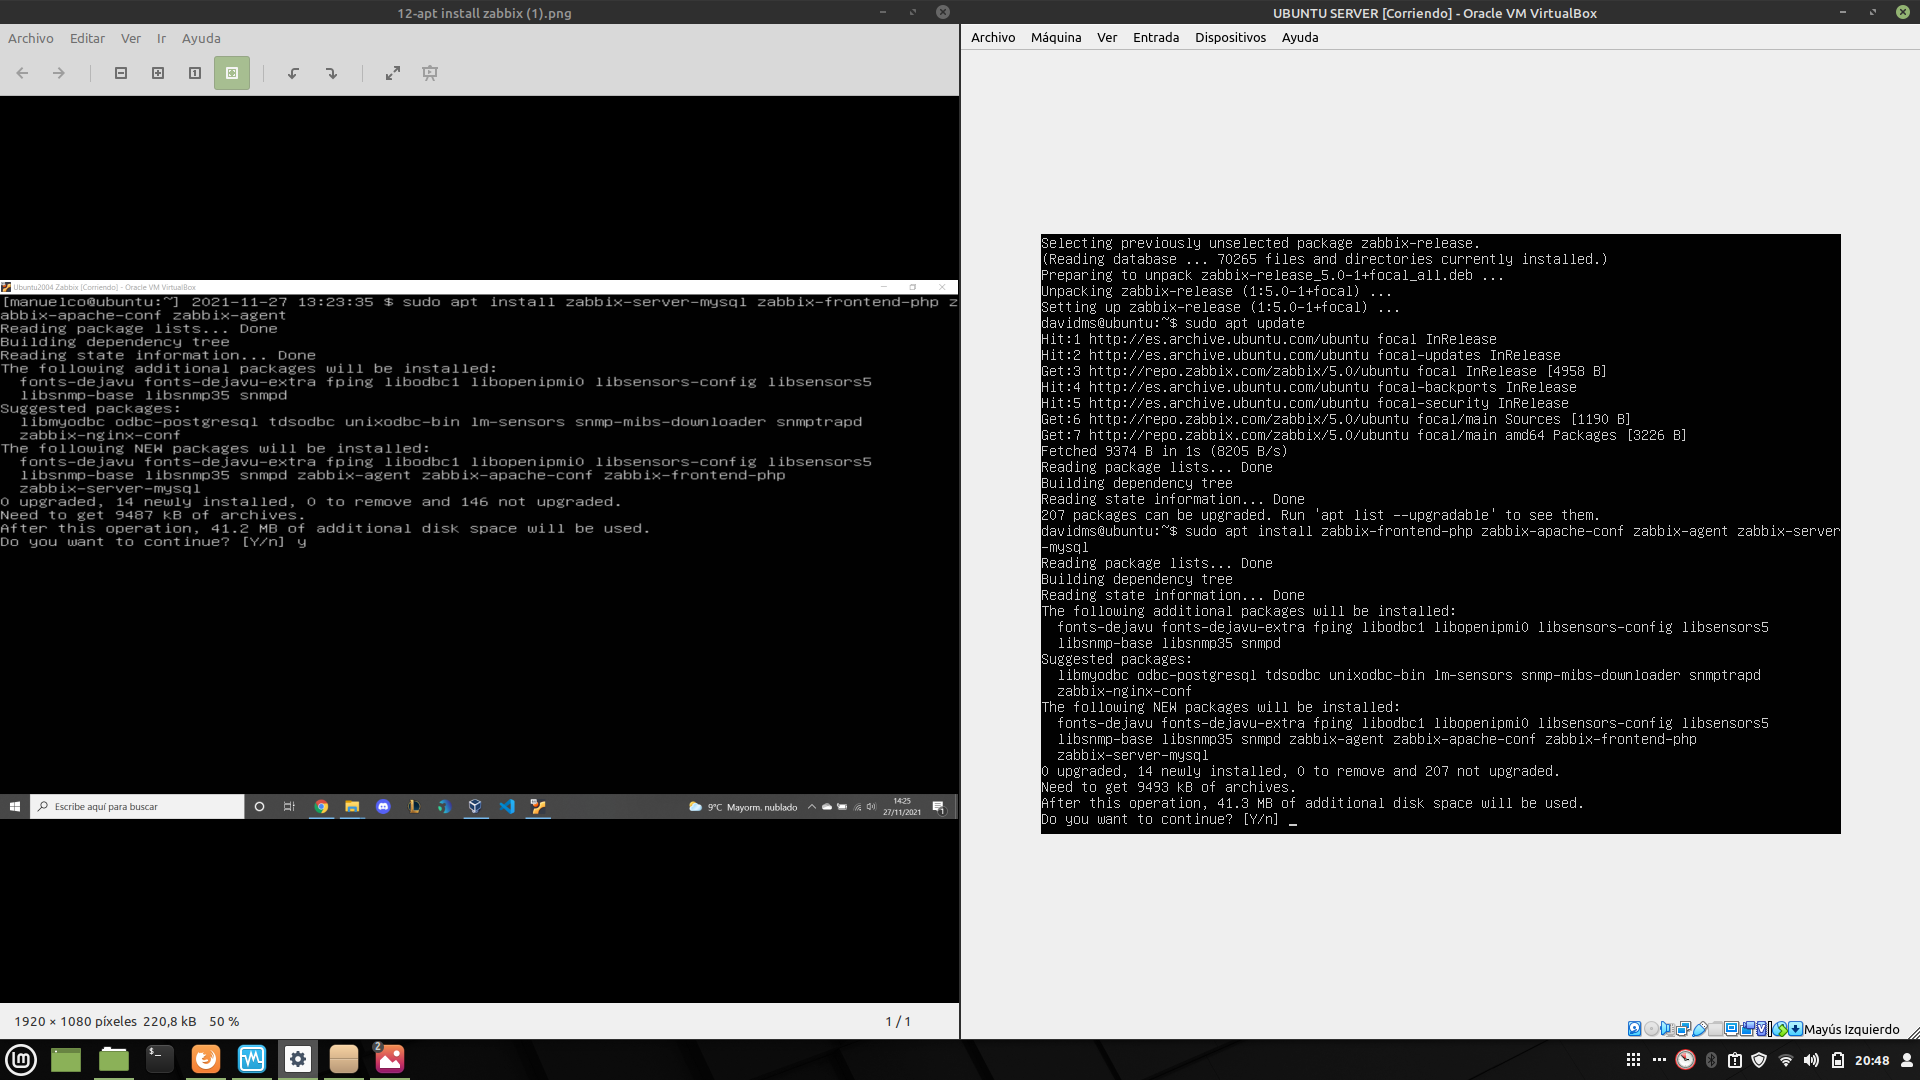 12-apt install zabbix (1).png
Archivo Editar Ver Ir Ayuda
Ubuntu2004 Zabbix [Corriendo] - Oracle VM VirtualBox
[manuelco@ubuntu:~] 2021-11-27 13:23:35 $ sudo apt install zabbix-server-mysql zabbix-frontend-php z
abbix-apache-conf zabbix-agent
Reading package lists... Done
Building dependency tree
Reading state information... Done
The following additional packages will be installed:
fonts-dejavu fonts-dejavu-extra fping libodbc1 libopenipmi0 libsensors-config libsensors5
libsnmp-base libsnmp35 snmpd
Suggested packages:
libmyodbc odbc-postgresql tdsodbc unixodbc-bin lm-sensors snmp-mibs-downloader snmptrapd
zabbix-nginx-conf
The following NEW packages will be installed:
fonts-dejavu fonts-dejavu-extra fping libodbc1 libopenipmi0 libsensors-config libsensors5
libsnmp-base libsnmp35 snmpd zabbix-agent zabbix-apache-conf zabbix-frontend-php
zabbix-server-mysql
0 upgraded, 14 newly installed, 0 to remove and 146 not upgraded.
Need to get 9487 kB of archives.
After this operation, 41.2 MB of additional disk space will be used.
Do you want to continue? [Y/n] y
Escribe aquí para buscar
9°C Mayorm. nublado
14:25
27/11/2021
1920 × 1080 píxeles 220,8 kB 50 %
1 / 1
UBUNTU SERVER [Corriendo] - Oracle VM VirtualBox
Archivo Máquina Ver Entrada Dispositivos Ayuda
Selecting previously unselected package zabbix-release.
(Reading database ... 70265 files and directories currently installed.)
Preparing to unpack zabbix-release_5.0-1+focal_all.deb ...
Unpacking zabbix-release (1:5.0-1+focal) ...
Setting up zabbix-release (1:5.0-1+focal) ...
davidms@ubuntu:~$ sudo apt update
Hit:1 http://es.archive.ubuntu.com/ubuntu focal InRelease
Hit:2 http://es.archive.ubuntu.com/ubuntu focal-updates InRelease
Get:3 http://repo.zabbix.com/zabbix/5.0/ubuntu focal InRelease [4958 B]
Hit:4 http://es.archive.ubuntu.com/ubuntu focal-backports InRelease
Hit:5 http://es.archive.ubuntu.com/ubuntu focal-security InRelease
Get:6 http://repo.zabbix.com/zabbix/5.0/ubuntu focal/main Sources [1190 B]
Get:7 http://repo.zabbix.com/zabbix/5.0/ubuntu focal/main amd64 Packages [3226 B]
Fetched 9374 B in 1s (8205 B/s)
Reading package lists... Done
Building dependency tree
Reading state information... Done
207 packages can be upgraded. Run 'apt list --upgradable' to see them.
davidms@ubuntu:~$ sudo apt install zabbix-frontend-php zabbix-apache-conf zabbix-agent zabbix-server
-mysql
Reading package lists... Done
Building dependency tree
Reading state information... Done
The following additional packages will be installed:
fonts-dejavu fonts-dejavu-extra fping libodbc1 libopenipmi0 libsensors-config libsensors5
libsnmp-base libsnmp35 snmpd
Suggested packages:
libmyodbc odbc-postgresql tdsodbc unixodbc-bin lm-sensors snmp-mibs-downloader snmptrapd
zabbix-nginx-conf
The following NEW packages will be installed:
fonts-dejavu fonts-dejavu-extra fping libodbc1 libopenipmi0 libsensors-config libsensors5
libsnmp-base libsnmp35 snmpd zabbix-agent zabbix-apache-conf zabbix-frontend-php
zabbix-server-mysql
0 upgraded, 14 newly installed, 0 to remove and 207 not upgraded.
Need to get 9493 kB of archives.
After this operation, 41.3 MB of additional disk space will be used.
Do you want to continue? [Y/n] _
Mayús Izquierdo
2
20:48